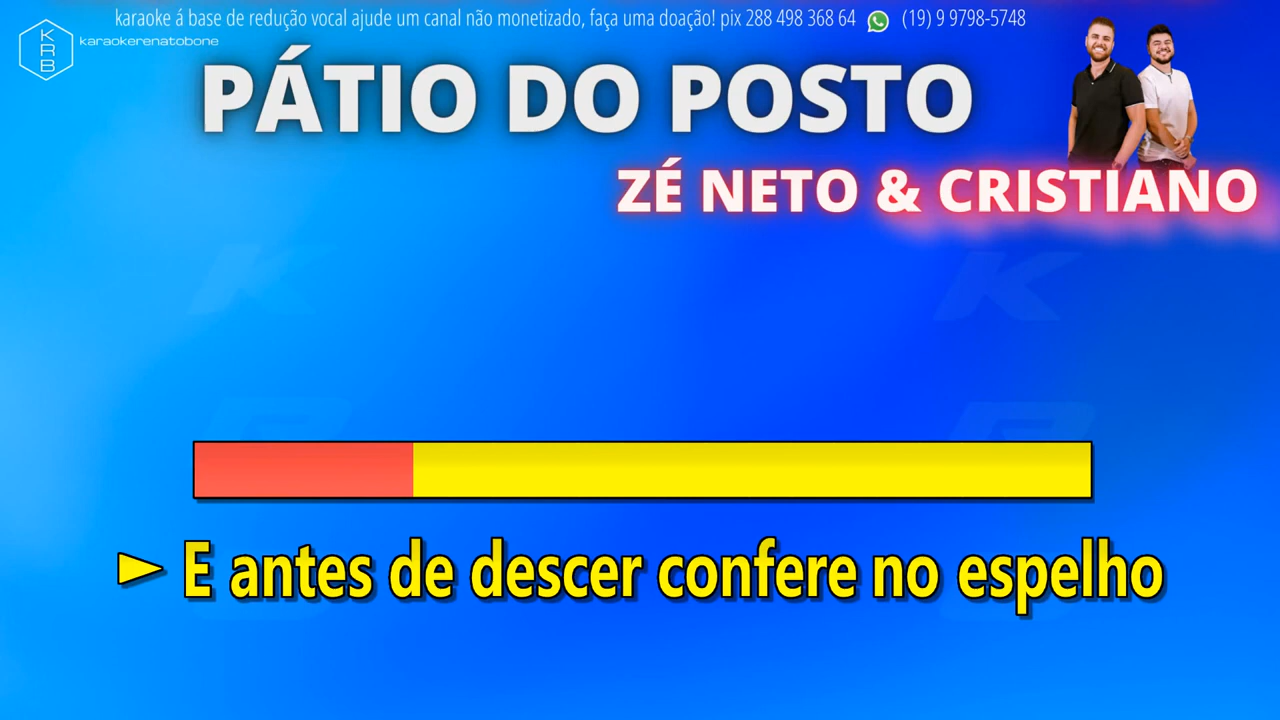 karaoke á base de redução vocal ajude um canal não monetizado, faça uma doação! pix 288 498 368 64 (19) 9 9798-5748
K
R
B
karaokerenatobone
PÁTIO DO POSTO
ZÉ NETO & CRISTIANO
K K
R R
► E antes de descer confere no espelho